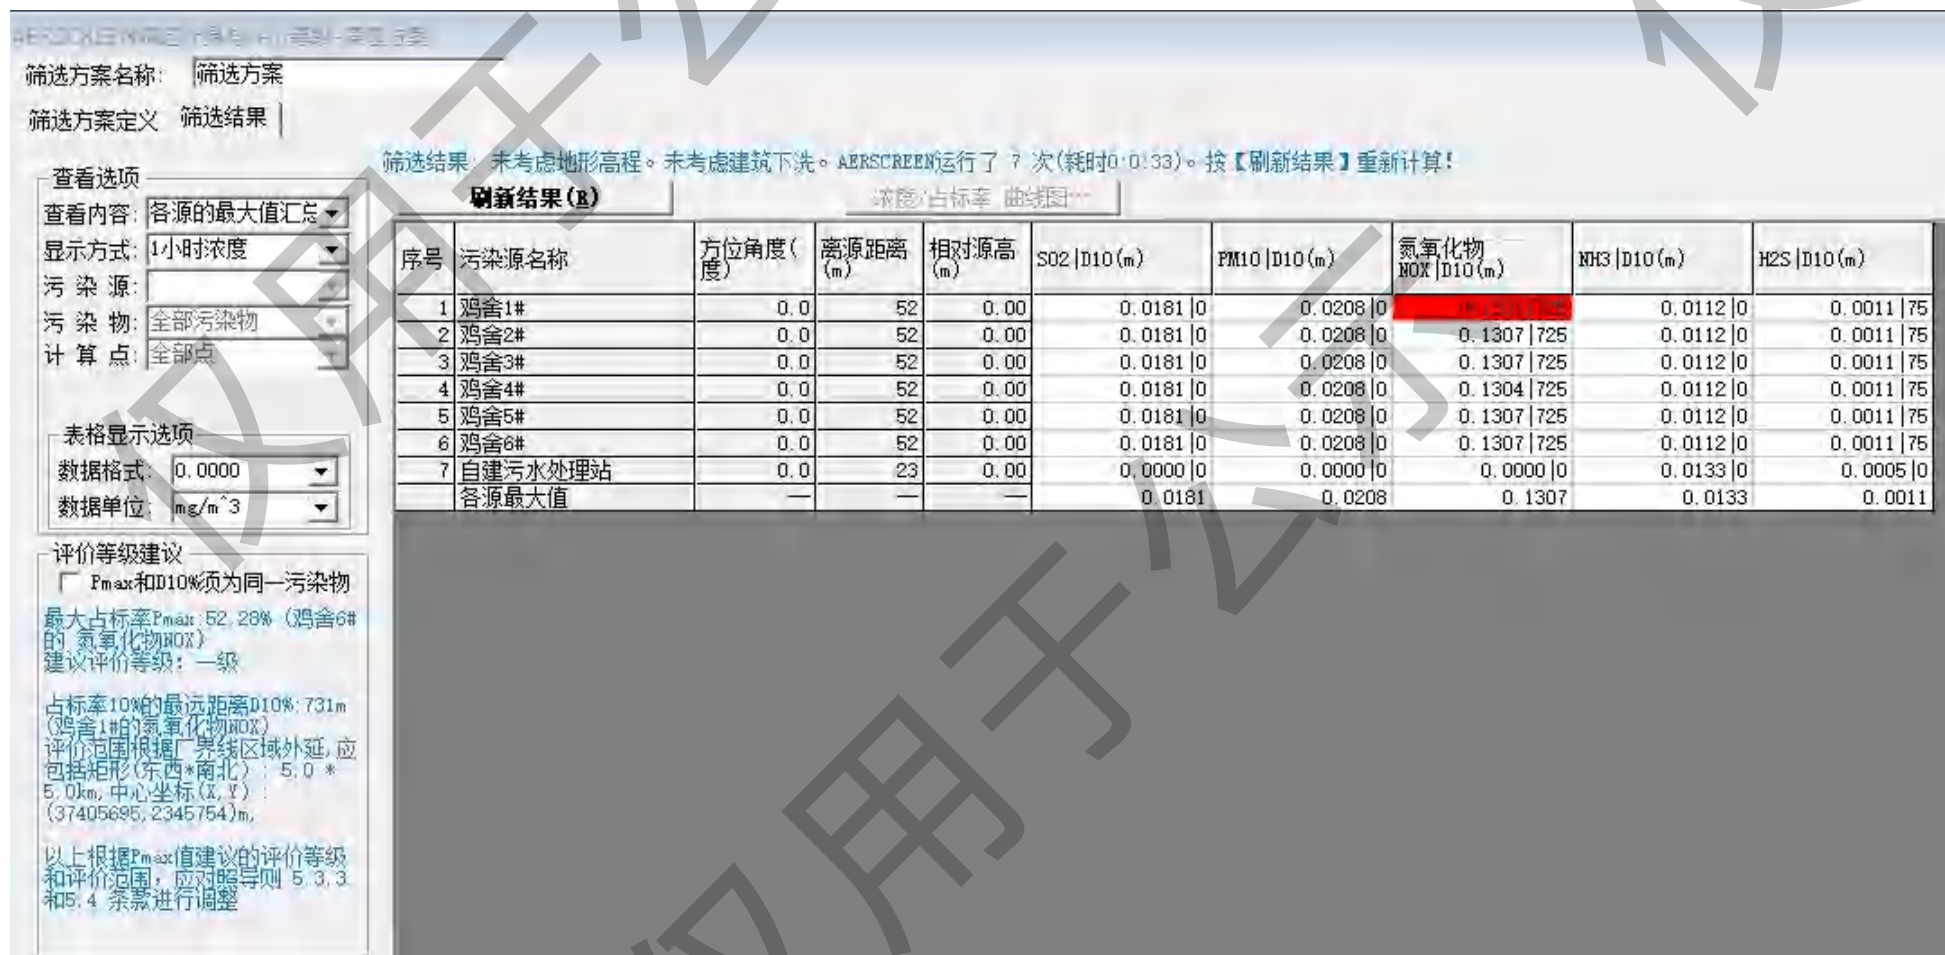 筛选方案名称: 筛选方案
筛选方案定义 筛选结果
筛选结果: 未考虑地形高程。未考虑建筑下洗。AERSCREEN运行了 7 次(耗时0:0:33)。按【刷新结果】重新计算!
刷新结果(R) 浓度/占标率 曲线图…
查看选项
查看内容: 各源的最大值汇总
显示方式: 1小时浓度
污 染 源:
污 染 物: 全部污染物
计 算 点: 全部点
表格显示选项
数据格式: 0.0000
数据单位: mg/m^3
评价等级建议
Pmax和D10%须为同一污染物
最大占标率Pmax:52.28% (鸡舍6#
的 氮氧化物NOX)
建议评价等级: 一级
占标率10%的最远距离D10%:731m
(鸡舍1#的氮氧化物NOX)
评价范围根据厂界线区域外延,应
包括矩形(东西*南北): 5.0 *
5.0km,中心坐标(X,Y):
(37405695,2345754)m,
以上根据Pmax值建议的评价等级
和评价范围,应对照导则 5.3.3
和5.4 条款进行调整
序号 污染源名称 方位角度(度) 离源距离(m) 相对源高(m) SO2|D10(m) PM10|D10(m) 氮氧化物NOX|D10(m) NH3|D10(m) H2S|D10(m)
1 鸡舍1# 0.0 52 0.00 0.0181|0 0.0208|0 0.0112|0 0.0011|75
2 鸡舍2# 0.0 52 0.00 0.0181|0 0.0208|0 0.1307|725 0.0112|0 0.0011|75
3 鸡舍3# 0.0 52 0.00 0.0181|0 0.0208|0 0.1307|725 0.0112|0 0.0011|75
4 鸡舍4# 0.0 52 0.00 0.0181|0 0.0208|0 0.1304|725 0.0112|0 0.0011|75
5 鸡舍5# 0.0 52 0.00 0.0181|0 0.0208|0 0.1307|725 0.0112|0 0.0011|75
6 鸡舍6# 0.0 52 0.00 0.0181|0 0.0208|0 0.1307|725 0.0112|0 0.0011|75
7 自建污水处理站 0.0 23 0.00 0.0000|0 0.0000|0 0.0000|0 0.0133|0 0.0005|0
各源最大值 — — — 0.0181 0.0208 0.1307 0.0133 0.0011
仅用于公示
仅用于公
仅